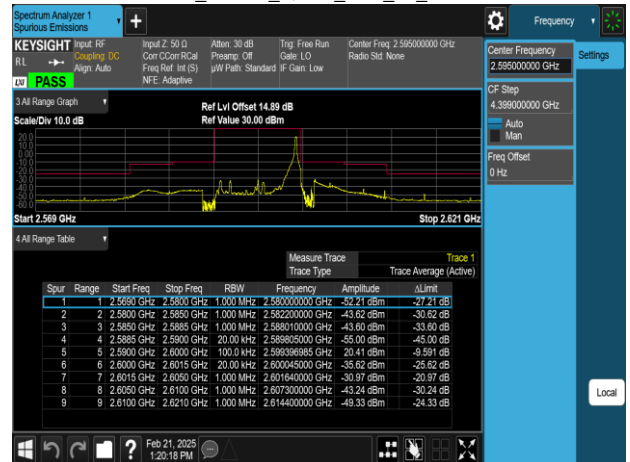 Spectrum Analyzer 1
Spurious Emissions
Frequency
KEYSIGHT Input: RF Input Z: 50 Ω Atten: 30 dB Trig: Free Run Center Freq: 2.595000000 GHz
RL Coupling: DC Corr CCorr RCal Preamp: Off Gate: LO Radio Std: None
Align: Auto Freq Ref: Int (S) µW Path: Standard IF Gain: Low
LXI PASS NFE: Adaptive
Center Frequency
2.595000000 GHz
Settings
CF Step
4.399000000 GHz
Auto
Man
Freq Offset
0 Hz
3 All Range Graph
Ref Lvl Offset 14.89 dB
Scale/Div 10.0 dB Ref Value 30.00 dBm
20.0
10.0
0.00
-10.0
-20.0
-30.0
-40.0
-50.0
-60.0
Start 2.569 GHz Stop 2.621 GHz
4 All Range Table
Measure Trace Trace 1
Trace Type Trace Average (Active)
Spur Range Start Freq Stop Freq RBW Frequency Amplitude ΔLimit
1 1 2.5690 GHz 2.5800 GHz 1.000 MHz 2.580000000 GHz -52.21 dBm -27.21 dB
2 2 2.5800 GHz 2.5850 GHz 1.000 MHz 2.582200000 GHz -43.62 dBm -30.62 dB
3 3 2.5850 GHz 2.5885 GHz 1.000 MHz 2.588010000 GHz -43.60 dBm -33.60 dB
4 4 2.5885 GHz 2.5900 GHz 20.00 kHz 2.589805000 GHz -55.00 dBm -45.00 dB
5 5 2.5900 GHz 2.6000 GHz 100.0 kHz 2.599396985 GHz 20.41 dBm -9.591 dB
6 6 2.6000 GHz 2.6015 GHz 20.00 kHz 2.600045000 GHz -35.62 dBm -25.62 dB
7 7 2.6015 GHz 2.6050 GHz 1.000 MHz 2.601640000 GHz -30.97 dBm -20.97 dB
8 8 2.6050 GHz 2.6100 GHz 1.000 MHz 2.607300000 GHz -43.24 dBm -30.24 dB
9 9 2.6100 GHz 2.6210 GHz 1.000 MHz 2.614400000 GHz -49.33 dBm -24.33 dB
Local
Feb 21, 2025
1:20:18 PM